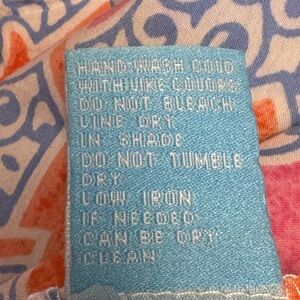 HAND WASH COLD
WITH LIKE COLORS
DO NOT BLEACH
LINE DRY
IN SHADE
DO NOT TUMBLE
DRY
LOW IRON
IF NEEDED
CAN BE DRY
CLEAN